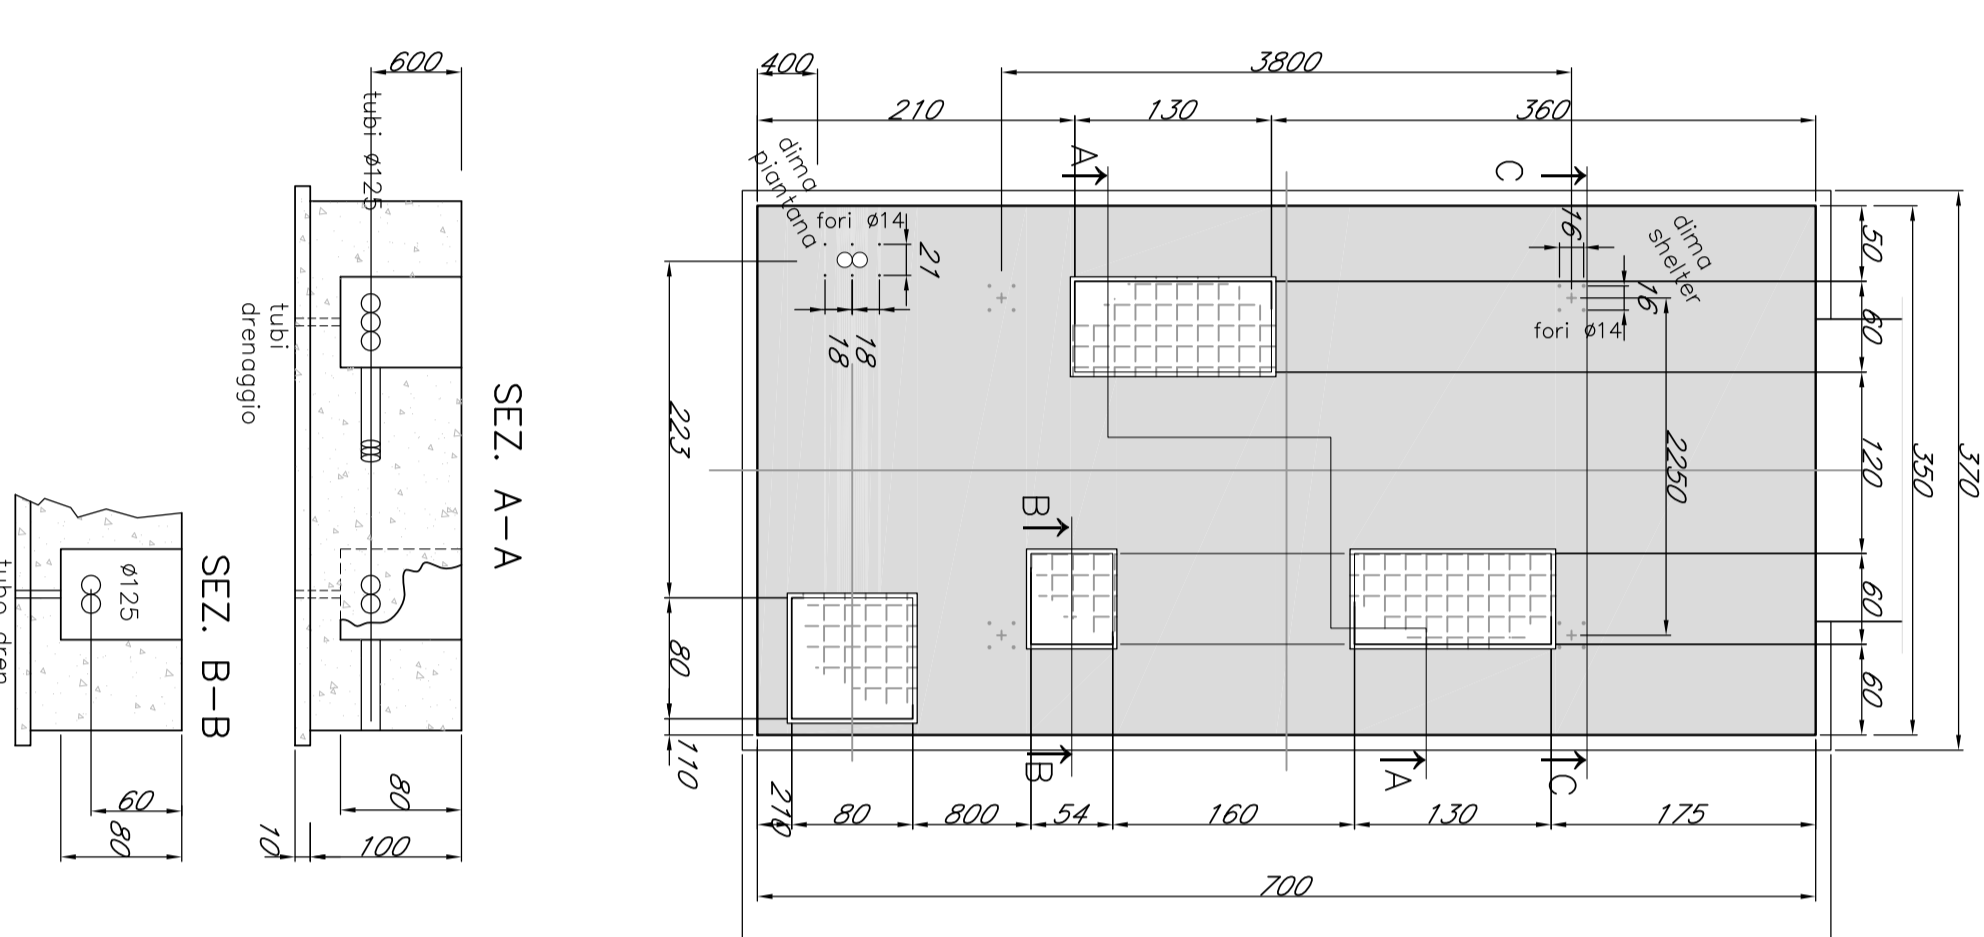 400
3800
600
210
130
360
A
C
tubi ø125
dima
piantana
fori ø14
21
16
dima
shelter
16
fori ø14
50
60
120
350
370
18
18
tubi
drenaggio
223
2250
SEZ. A-A
B
SEZ. B-B
ø125
60
80
60
110
B
A
C
80
60
80
10
100
210
80
800
54
160
130
175
700